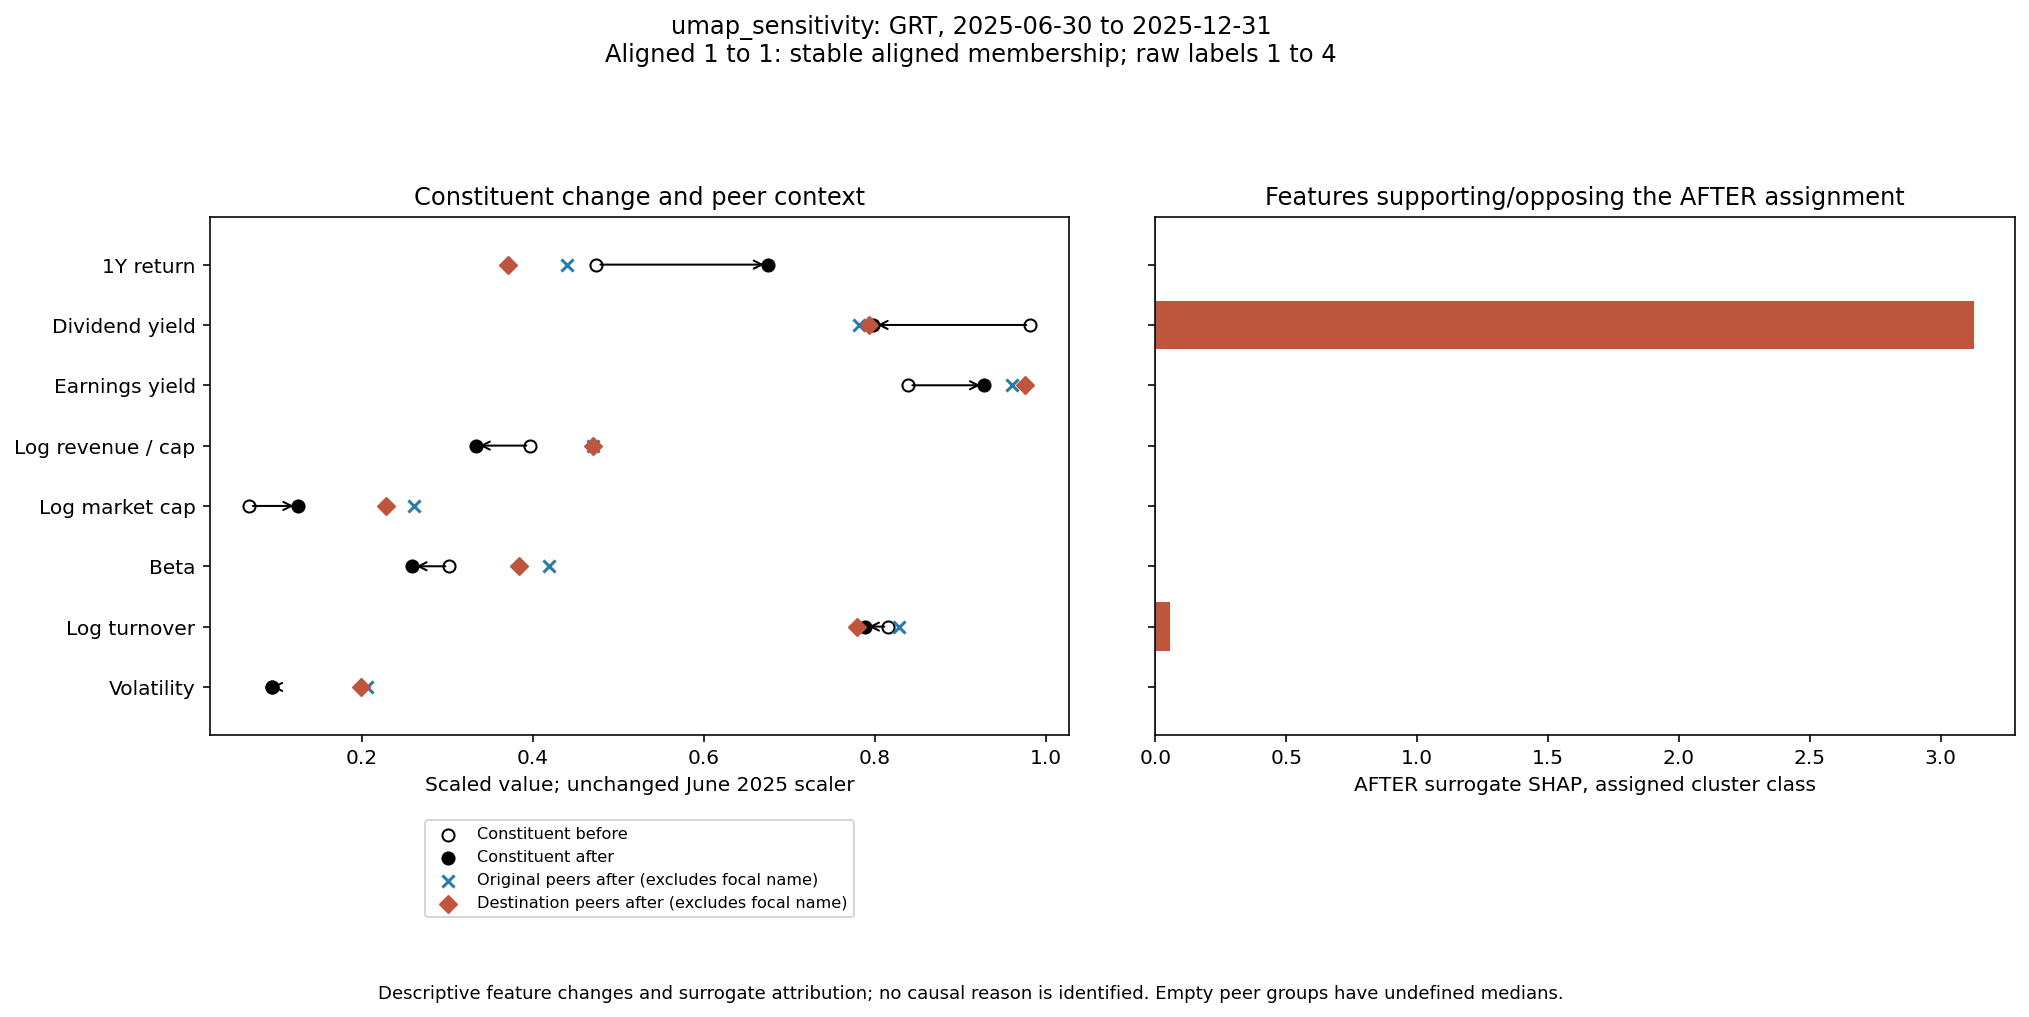 umap_sensitivity: GRT, 2025-06-30 to 2025-12-31
Aligned 1 to 1: stable aligned membership; raw labels 1 to 4
Constituent change and peer context
1Y return
Dividend yield
Earnings yield
Log revenue / cap
Log market cap
Beta
Log turnover
Volatility
0.2 0.4 0.6 0.8 1.0
Scaled value; unchanged June 2025 scaler
Constituent before
Constituent after
Original peers after (excludes focal name)
Destination peers after (excludes focal name)
Features supporting/opposing the AFTER assignment
0.0 0.5 1.0 1.5 2.0 2.5 3.0
AFTER surrogate SHAP, assigned cluster class
Descriptive feature changes and surrogate attribution; no causal reason is identified. Empty peer groups have undefined medians.